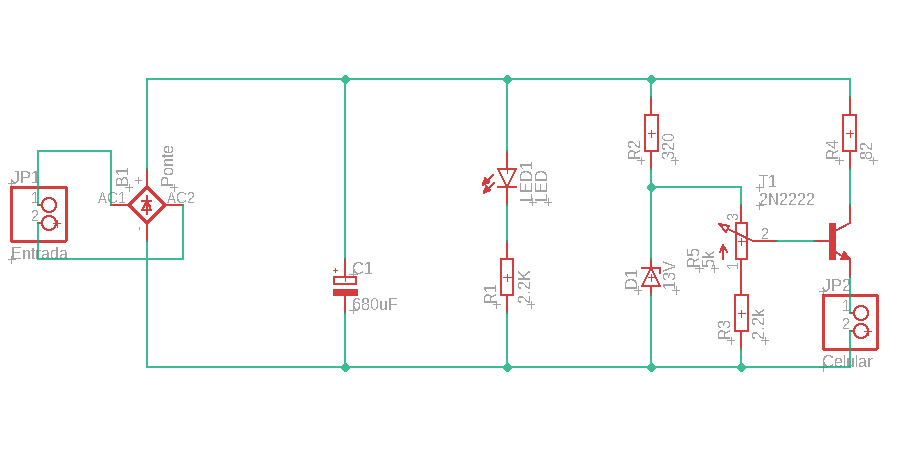 JP1
1
2
Entrada
AC1
B1
+
Ponte
AC2
-
+
C1
680uF
LED1
LED
R1
2.2K
R2
320
D1
13V
R5
5k
3
2
1
R3
2.2k
T1
2N2222
R4
82
JP2
1
2
Celular